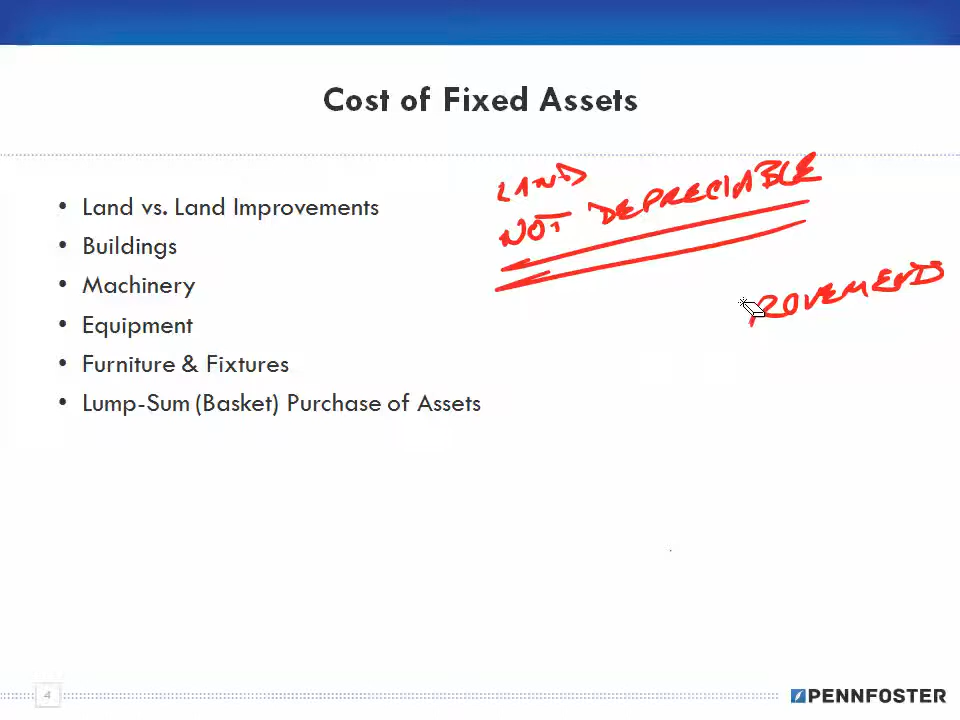 Cost of Fixed Assets
LAND
NOT DEPRECIABLE
• Land vs. Land Improvements
• Buildings
• Machinery
• Equipment
• Furniture & Fixtures
• Lump-Sum (Basket) Purchase of Assets
ROVEMENTS
4
PENNFOSTER